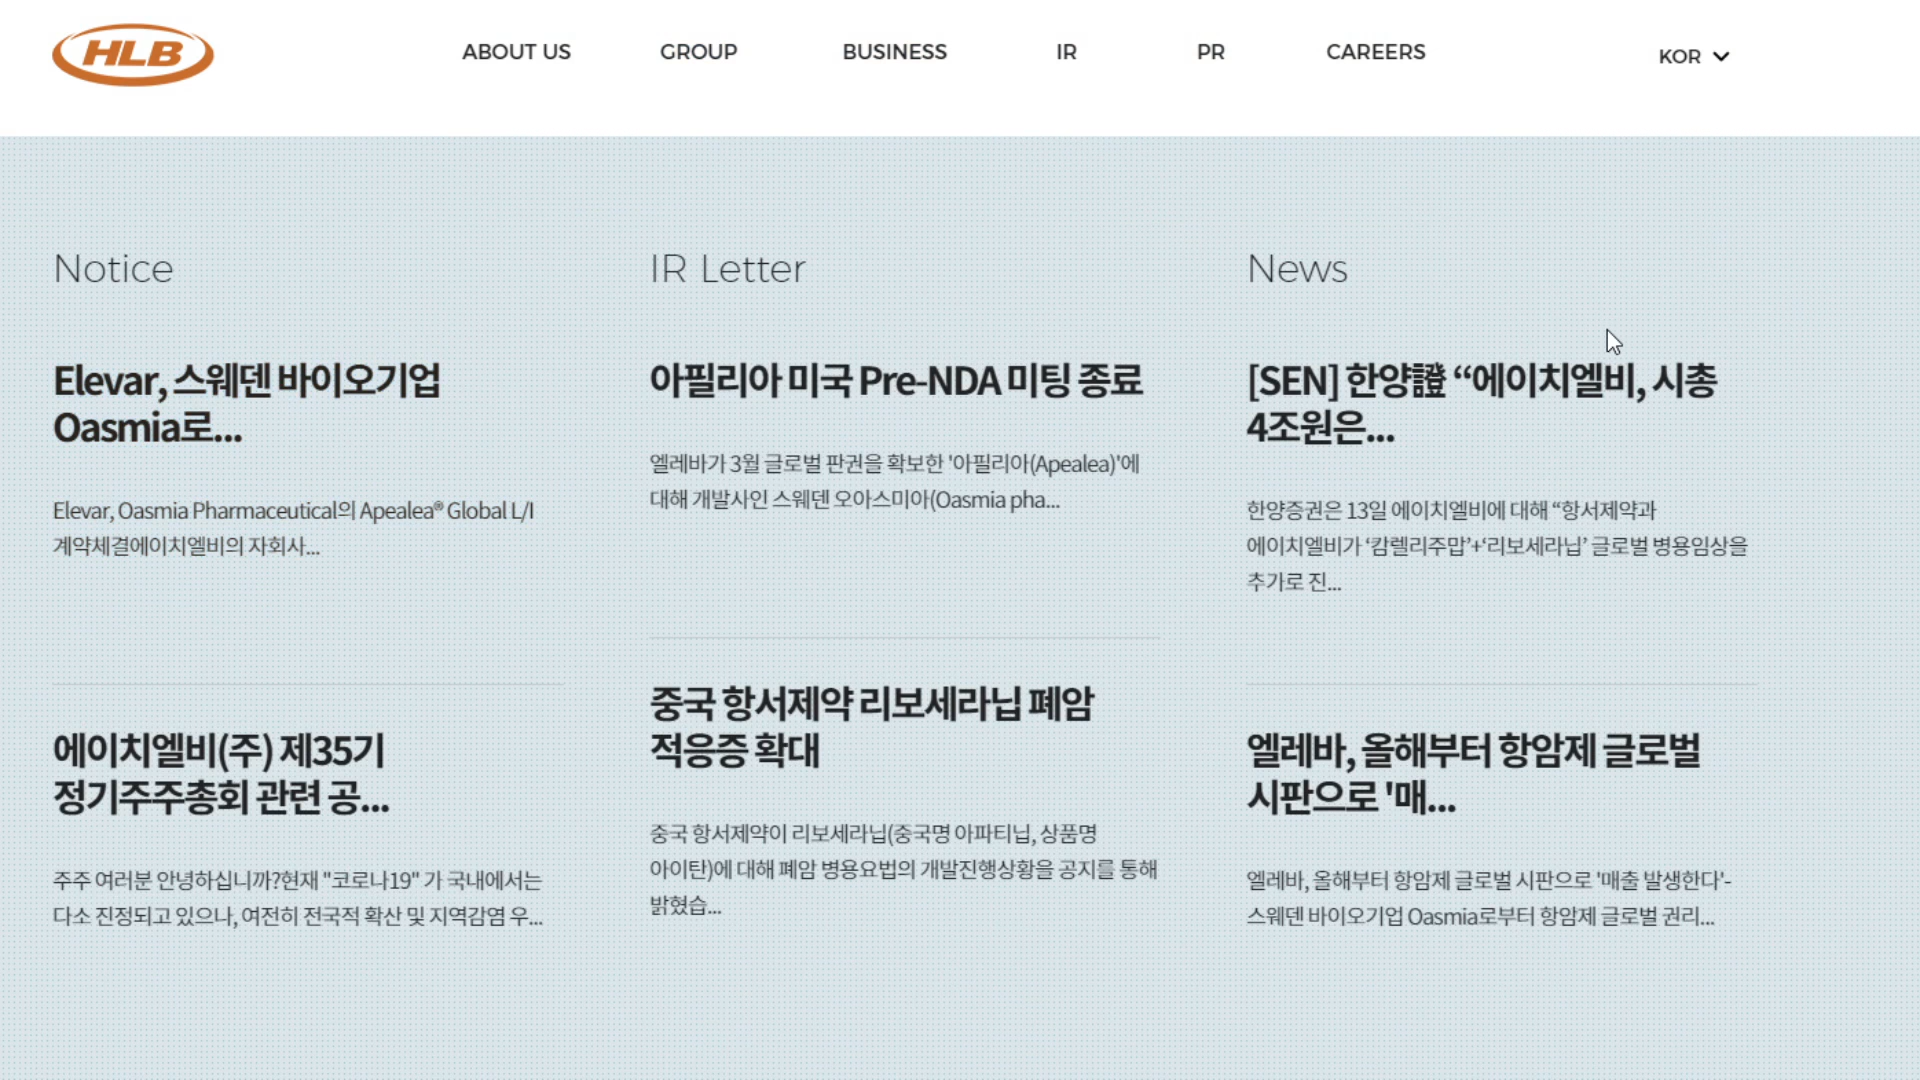 HLB
ABOUT US
GROUP
BUSINESS
IR
PR
CAREERS
KOR
Notice
Elevar, 스웨덴 바이오기업
Oasmia로...
Elevar, Oasmia Pharmaceutical의 Apealea® Global L/I
계약체결에이치엘비의 자회사...
에이치엘비(주) 제35기
정기주주총회 관련 공...
주주 여러분 안녕하십니까?현재 "코로나19" 가 국내에서는
다소 진정되고 있으나, 여전히 전국적 확산 및 지역감염 우...
IR Letter
아필리아 미국 Pre-NDA 미팅 종료
엘레바가 3월 글로벌 판권을 확보한 '아필리아(Apealea)'에
대해 개발사인 스웨덴 오아스미아(Oasmia pha...
중국 항서제약 리보세라닙 폐암
적응증 확대
중국 항서제약이 리보세라닙(중국명 아파티닙, 상품명
아이탄)에 대해 폐암 병용요법의 개발진행상황을 공지를 통해
밝혔습...
News
[SEN] 한양證 “에이치엘비, 시총
4조원은...
한양증권은 13일 에이치엘비에 대해 “항서제약과
에이치엘비가 ‘캄렐리주맙’+‘리보세라닙’ 글로벌 병용임상을
추가로 진...
엘레바, 올해부터 항암제 글로벌
시판으로 '매...
엘레바, 올해부터 항암제 글로벌 시판으로 '매출 발생한다'-
스웨덴 바이오기업 Oasmia로부터 항암제 글로벌 권리...